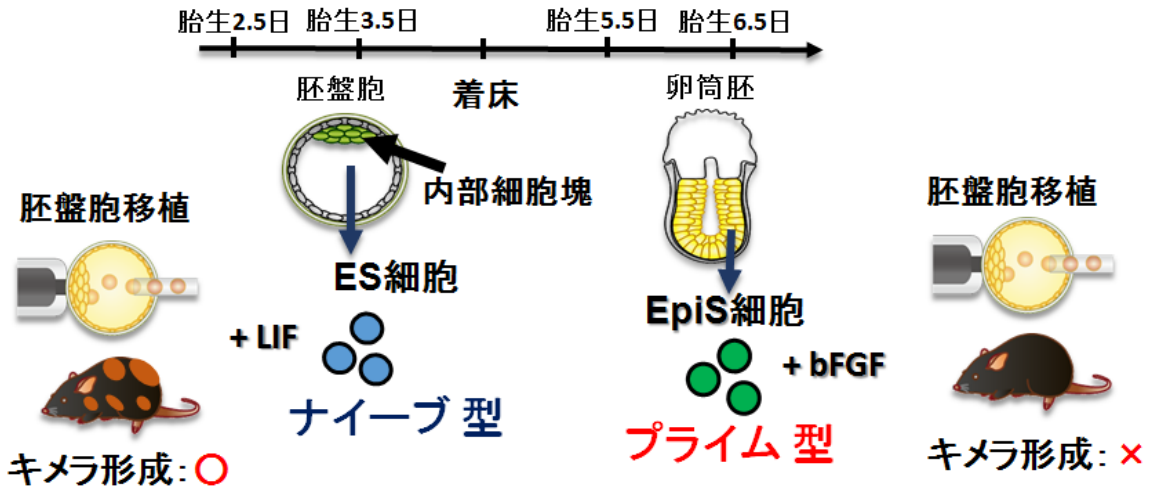 胎生2.5日 胎生3.5日 胎生5.5日 胎生6.5日
胚盤胞 着床 卵筒胚
内部細胞塊
胚盤胞移植 胚盤胞移植
ES細胞
EpiS細胞
+ LIF
+ bFGF
ナイーブ 型
プライム 型
キメラ形成：○
キメラ形成：×